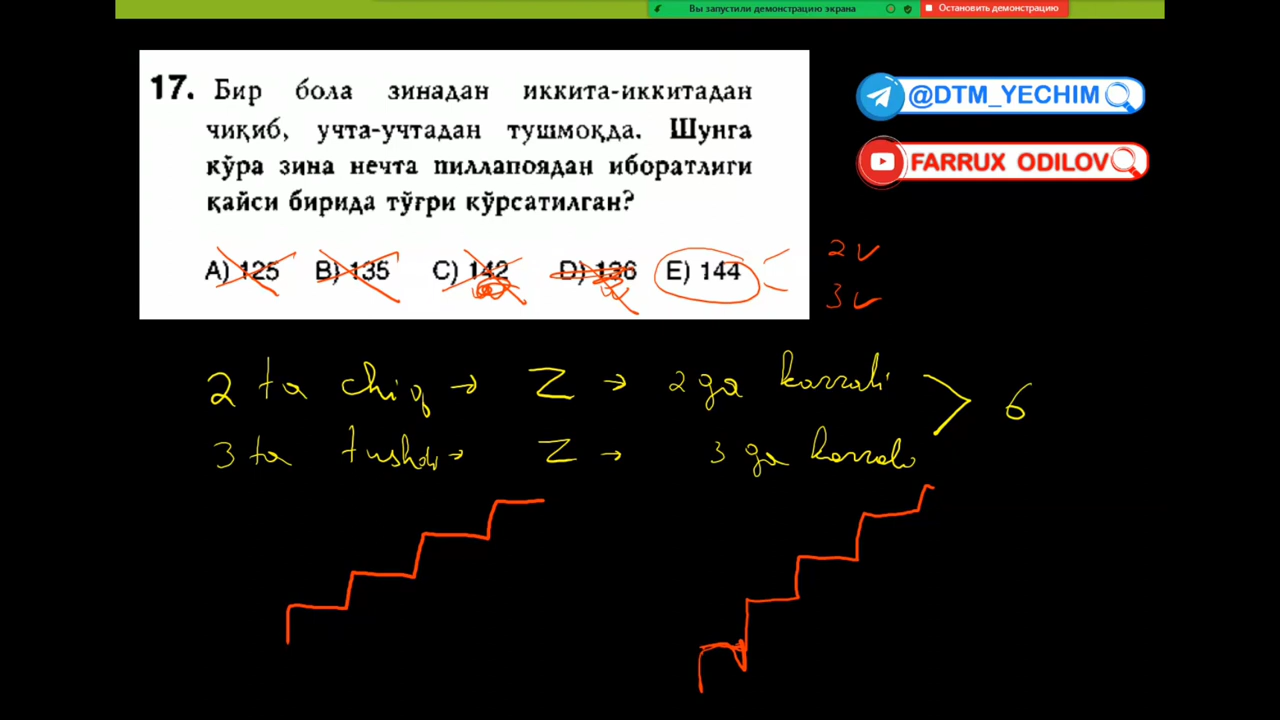 Вы запустили демонстрацию экрана
Остановить демонстрацию
17. Бир бола зинадан иккита-иккитадан
чиқиб, учта-учтадан тушмоқда. Шунга
кўра зина нечта пиллапоядан иборатлиги
қайси бирида тўғри кўрсатилган?
A) 125 B) 135 C) 142 D) 136 E) 144
@DTM_YECHIM
FARRUX ODILOV
2 ✓
3 ✓
2 ta chiq → Z → 2 ga karrali
6
3 ta tushdi → Z → 3 ga karrali